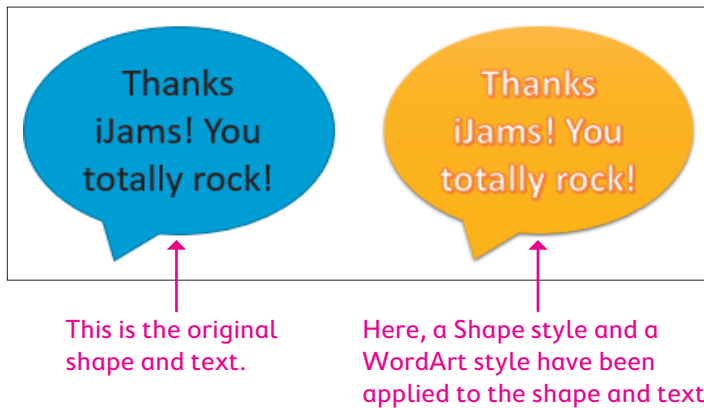 Thanks
iJams! You
totally rock!
Thanks
iJams! You
totally rock!
This is the original
shape and text.
Here, a Shape style and a
WordArt style have been
applied to the shape and text